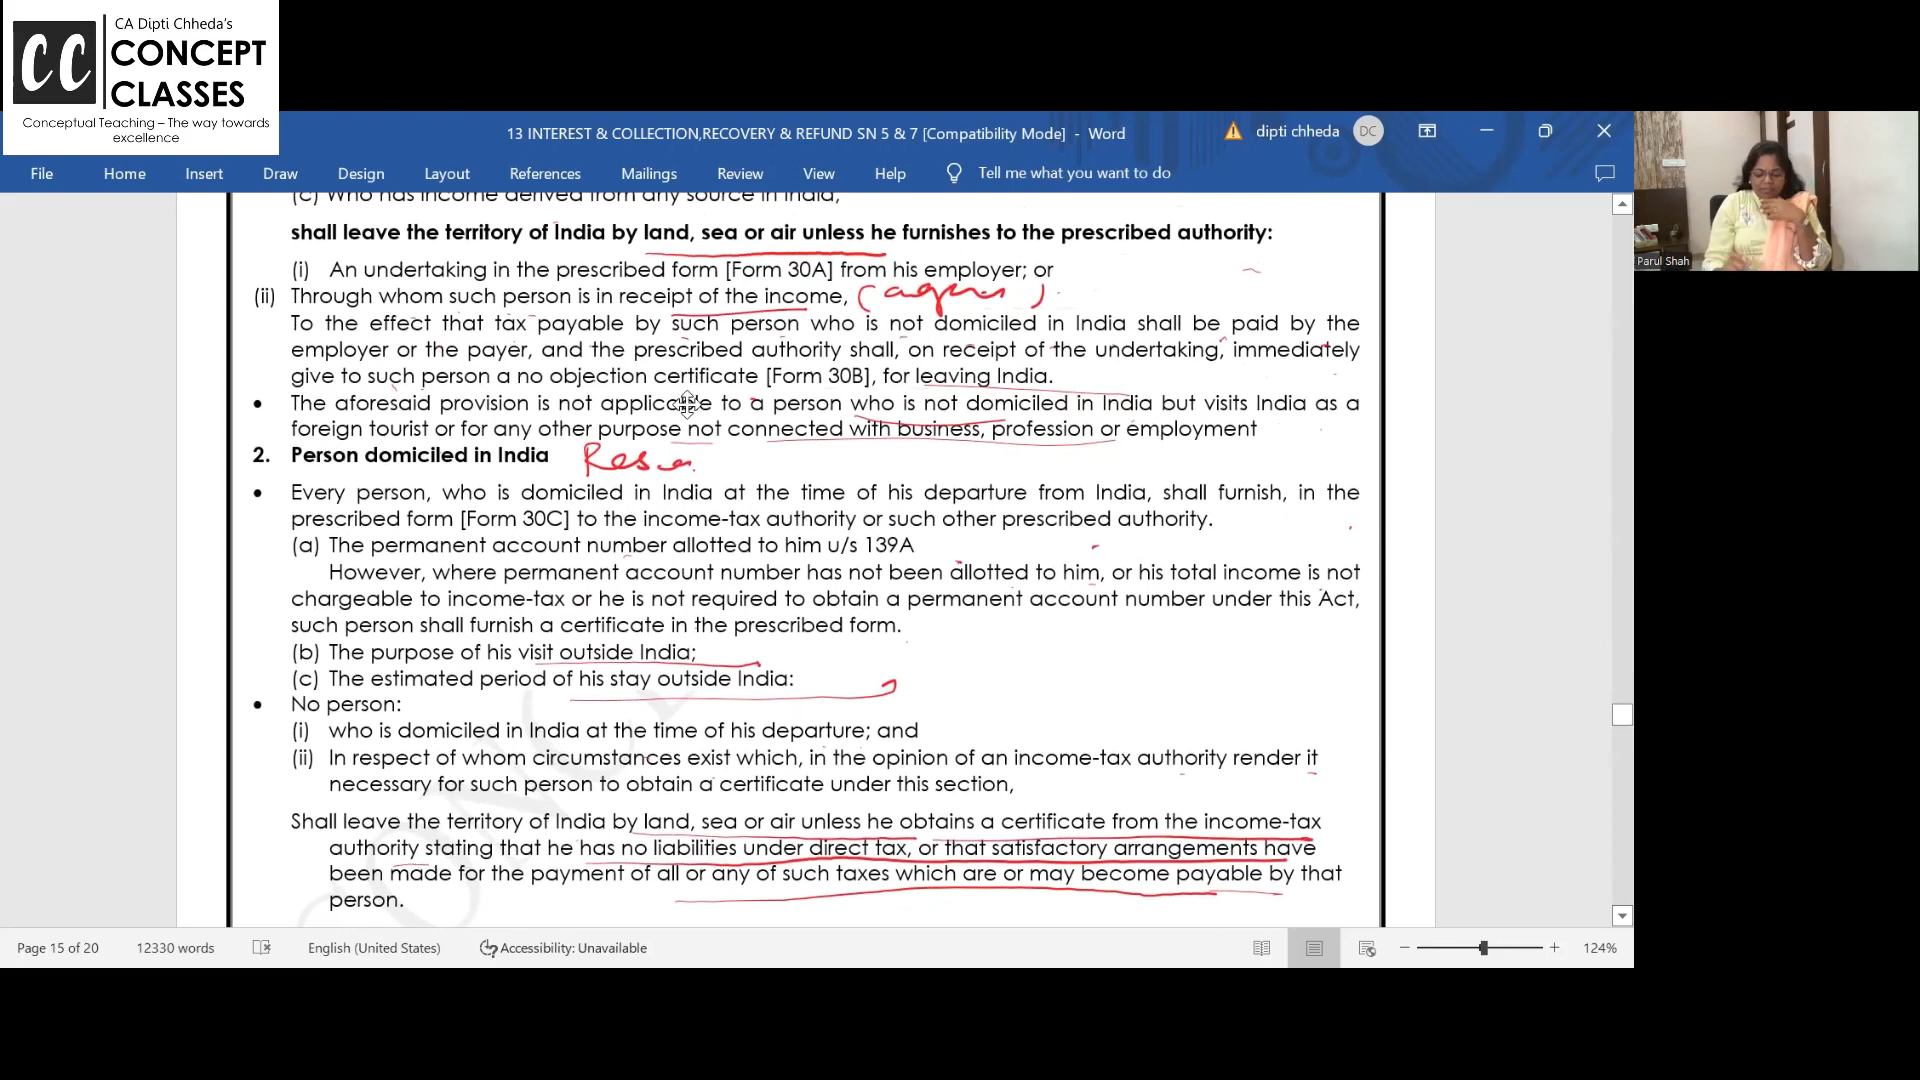 CC
CA Dipti Chheda's
CONCEPT
CLASSES
Conceptual Teaching – The way towards
excellence
13 INTEREST & COLLECTION,RECOVERY & REFUND SN 5 & 7 [Compatibility Mode] - Word
dipti chheda
DC
File Home Insert Draw Design Layout References Mailings Review View Help Tell me what you want to do
Parul Shah
(c) Who has income derived from any source in India,
shall leave the territory of India by land, sea or air unless he furnishes to the prescribed authority:
(i) An undertaking in the prescribed form [Form 30A] from his employer; or
(ii) Through whom such person is in receipt of the income,
To the effect that tax payable by such person who is not domiciled in India shall be paid by the
employer or the payer, and the prescribed authority shall, on receipt of the undertaking, immediately
give to such person a no objection certificate [Form 30B], for leaving India.
• The aforesaid provision is not applicable to a person who is not domiciled in India but visits India as a
foreign tourist or for any other purpose not connected with business, profession or employment
2. Person domiciled in India
• Every person, who is domiciled in India at the time of his departure from India, shall furnish, in the
prescribed form [Form 30C] to the income-tax authority or such other prescribed authority.
(a) The permanent account number allotted to him u/s 139A
However, where permanent account number has not been allotted to him, or his total income is not
chargeable to income-tax or he is not required to obtain a permanent account number under this Act,
such person shall furnish a certificate in the prescribed form.
(b) The purpose of his visit outside India;
(c) The estimated period of his stay outside India:
• No person:
(i) who is domiciled in India at the time of his departure; and
(ii) In respect of whom circumstances exist which, in the opinion of an income-tax authority render it
necessary for such person to obtain a certificate under this section,
Shall leave the territory of India by land, sea or air unless he obtains a certificate from the income-tax
authority stating that he has no liabilities under direct tax, or that satisfactory arrangements have
been made for the payment of all or any of such taxes which are or may become payable by that
person.
Page 15 of 20 12330 words English (United States) Accessibility: Unavailable 124%